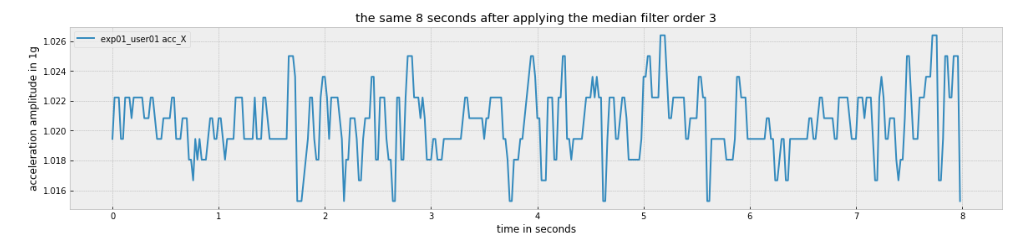 the same 8 seconds after applying the median filter order 3
exp01_user01 acc_X
acceleration amplitude in 1g
1.026
1.024
1.022
1.020
1.018
1.016
0 1 2 3 4 5 6 7 8
time in seconds